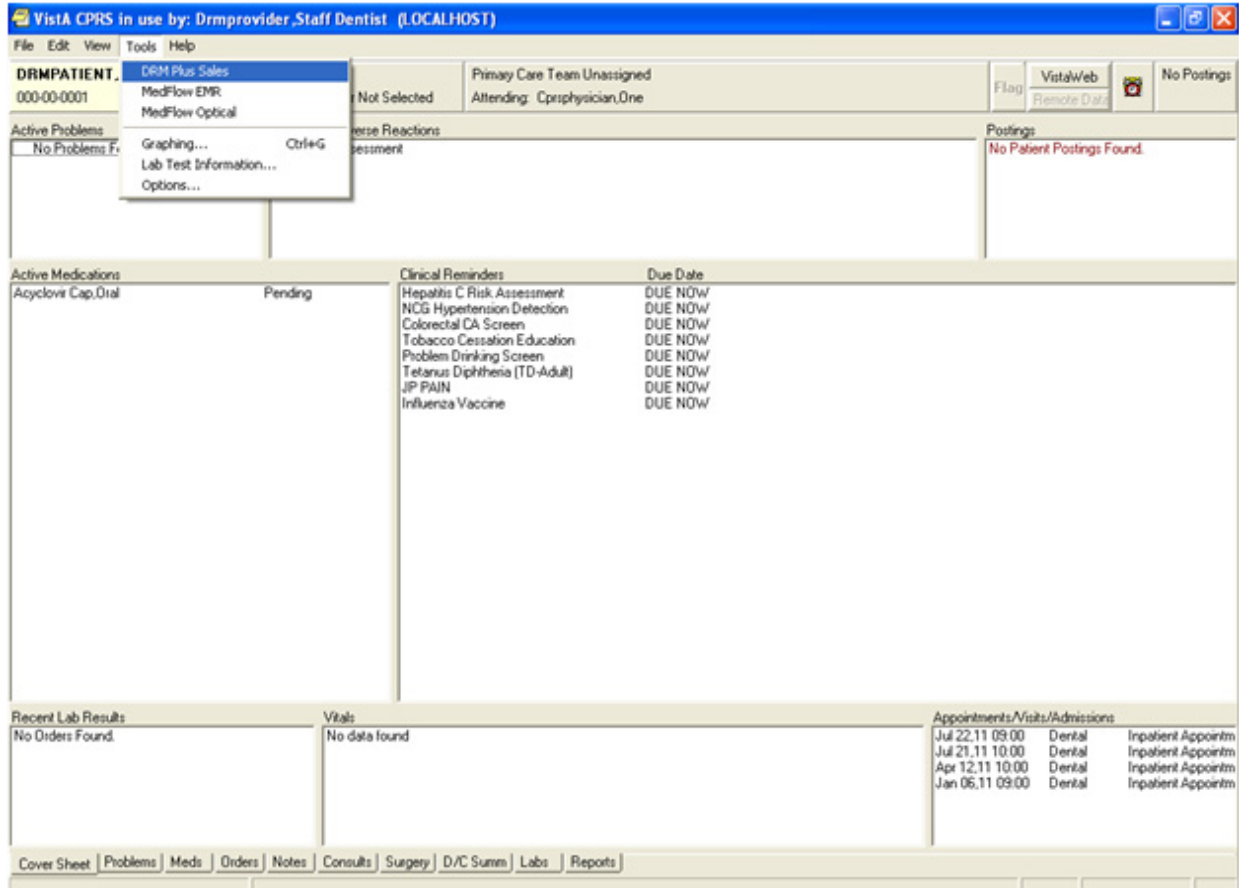 VistA CPRS in use by: Drmprovider,Staff Dentist (LOCALHOST)
File Edit View Tools Help
DRMPATIENT,
000-00-0001
DRM Plus Sales
MedFlow EMR
MedFlow Optical
Graphing... Ctrl+G
Lab Test Information...
Options...
r Not Selected
Primary Care Team Unassigned
Attending: Cprsphysician,One
Flag
VistaWeb
Remote Data
No Postings
Active Problems
No Problems F
erse Reactions
sessment
Postings
No Patient Postings Found.
Active Medications
Acyclovir Cap,Oral Pending
Clinical Reminders Due Date
Hepatitis C Risk Assessment DUE NOW
NCG Hypertension Detection DUE NOW
Colorectal CA Screen DUE NOW
Tobacco Cessation Education DUE NOW
Problem Drinking Screen DUE NOW
Tetanus Diphtheria (TD-Adult) DUE NOW
JP PAIN DUE NOW
Influenza Vaccine DUE NOW
Recent Lab Results
No Orders Found.
Vitals
No data found
Appointments/Visits/Admissions
Jul 22,11 09:00 Dental Inpatient Appointm
Jul 21,11 10:00 Dental Inpatient Appointm
Apr 12,11 10:00 Dental Inpatient Appointm
Jan 06,11 09:00 Dental Inpatient Appointm
Cover Sheet Problems Meds Orders Notes Consults Surgery D/C Summ Labs Reports